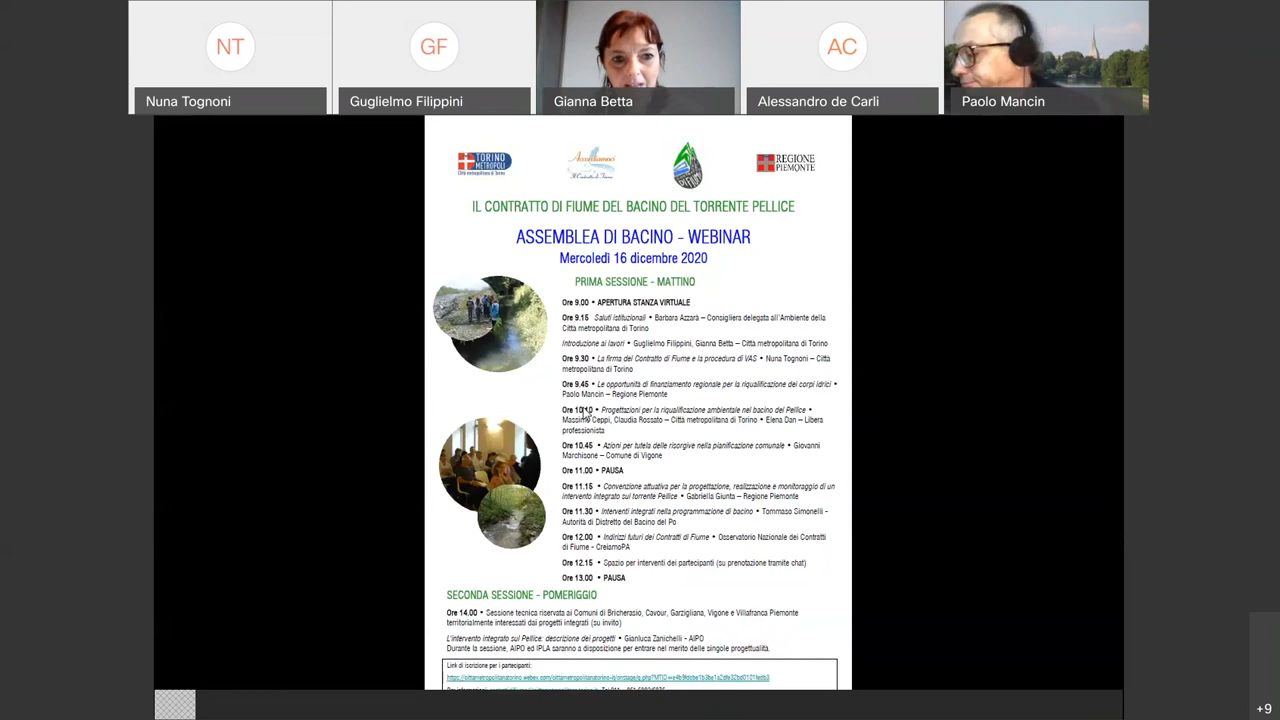 NT
GF
AC
Nuna Tognoni
Guglielmo Filippini
Gianna Betta
Alessandro de Carli
Paolo Mancin
TORINO
METROPOLI
Città metropolitana di Torino
REGIONE
PIEMONTE
IL CONTRATTO DI FIUME DEL BACINO DEL TORRENTE PELLICE
ASSEMBLEA DI BACINO - WEBINAR
Mercoledì 16 dicembre 2020
PRIMA SESSIONE - MATTINO
Ore 9.00 • APERTURA STANZA VIRTUALE
Ore 9.15 Saluti istituzionali • Barbara Azzarà – Consigliera delegata all'Ambiente della
Città metropolitana di Torino
Introduzione ai lavori • Guglielmo Filippini, Gianna Betta – Città metropolitana di Torino
Ore 9.30 • La firma del Contratto di Fiume e la procedura di VAS • Nuna Tognoni – Città
metropolitana di Torino
Ore 9.45 • Le opportunità di finanziamento regionale per la riqualificazione dei corpi idrici •
Paolo Mancin – Regione Piemonte
Ore 10.10 • Progettazioni per la riqualificazione ambientale nel bacino del Pellice •
Massimo Ceppi, Claudia Rossato – Città metropolitana di Torino • Elena Dan – Libera
professionista
Ore 10.45 • Azioni per tutela delle risorgive nella pianificazione comunale • Giovanni
Marchisone – Comune di Vigone
Ore 11.00 • PAUSA
Ore 11.15 • Convenzione attuativa per la progettazione, realizzazione e monitoraggio di un
intervento integrato sul torrente Pellice • Gabriella Giunta – Regione Piemonte
Ore 11.30 • Interventi integrati nella programmazione di bacino • Tommaso Simonelli -
Autorità di Distretto del Bacino del Po
Ore 12.00 • Indirizzi futuri dei Contratti di Fiume • Osservatorio Nazionale dei Contratti
di Fiume - CreiamoPA
Ore 12.15 • Spazio per interventi dei partecipanti (su prenotazione tramite chat)
Ore 13.00 • PAUSA
SECONDA SESSIONE - POMERIGGIO
Ore 14.00 • Sessione tecnica riservata ai Comuni di Bricherasio, Cavour, Garzigliana, Vigone e Villafranca Piemonte
territorialmente interessati dai progetti integrati (su invito)
L'intervento integrato sul Pellice: descrizione dei progetti • Gianluca Zanichelli - AIPO
Durante la sessione, AIPO ed IPLA saranno a disposizione per entrare nel merito delle singole progettualità.
Link di iscrizione per i partecipanti:
+9